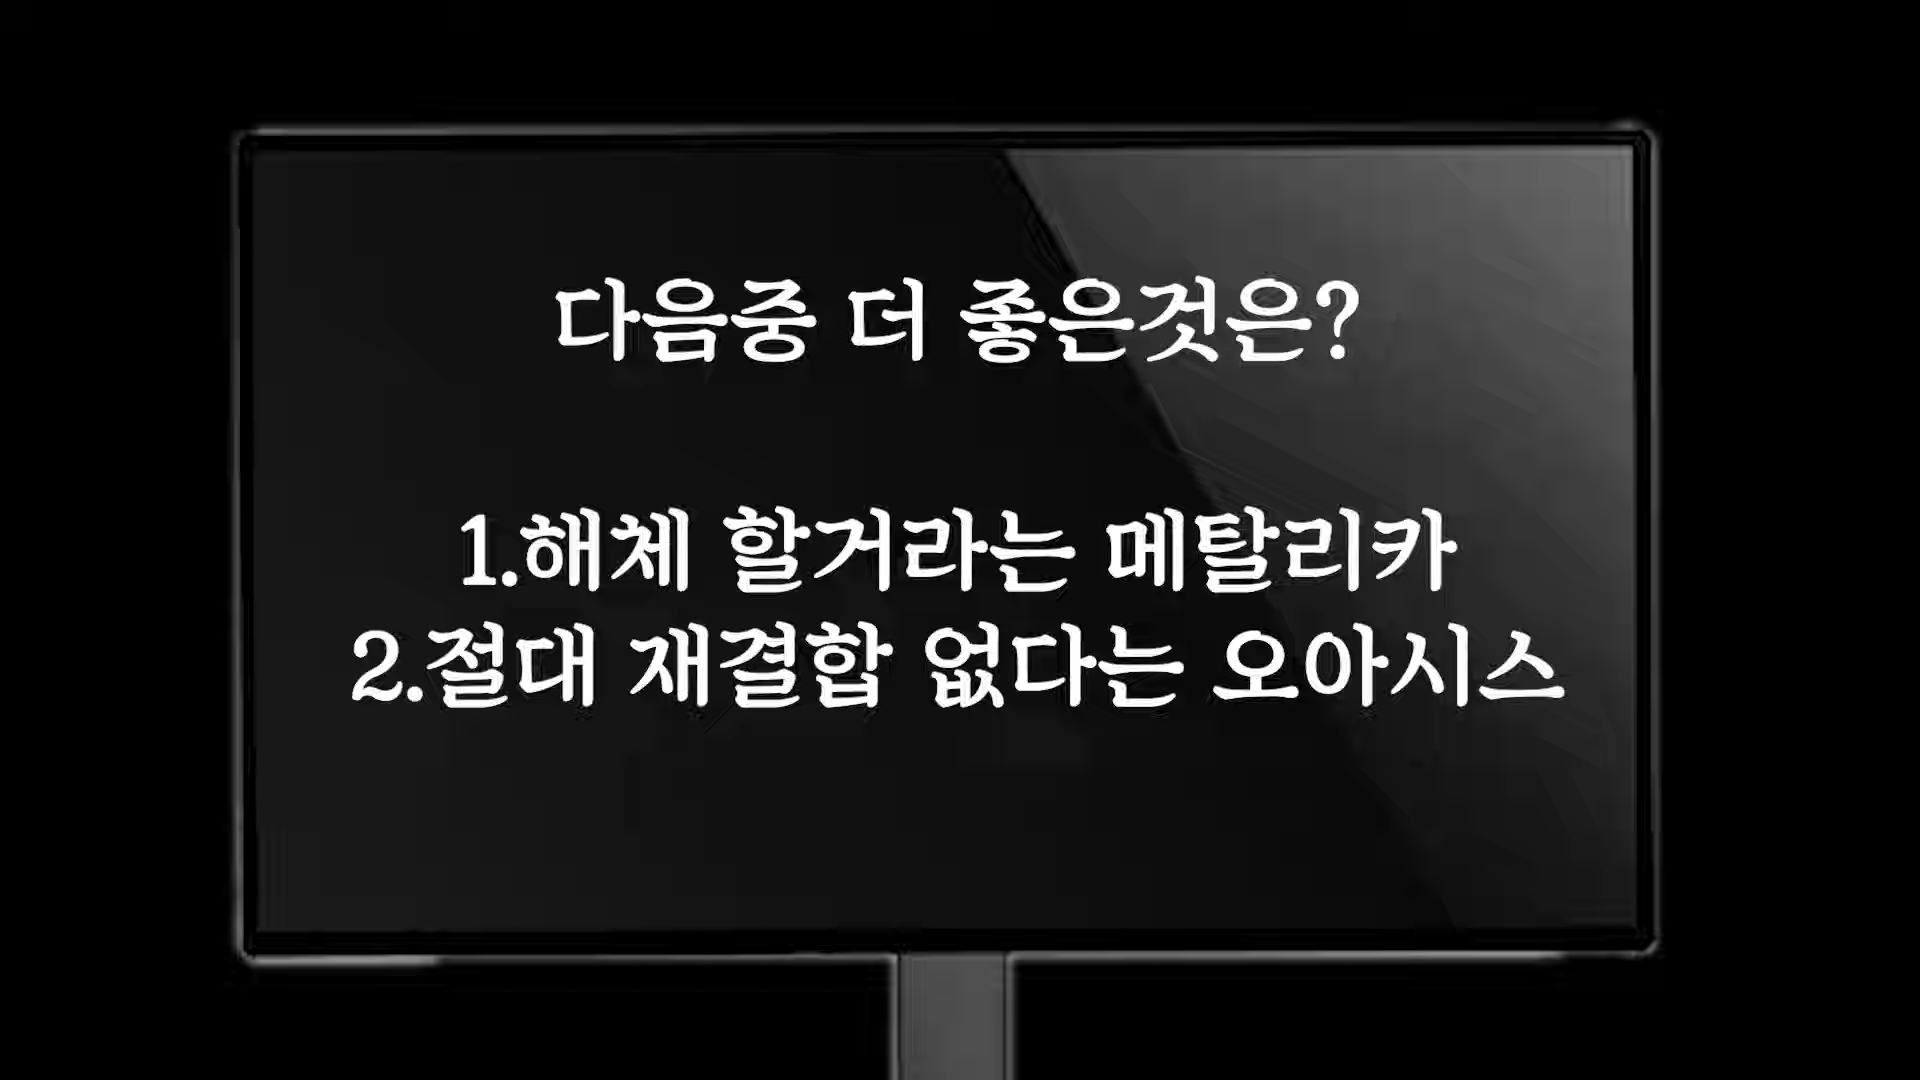 다음중 더 좋은것은?
1.해체 할거라는 메탈리카
2.절대 재결합 없다는 오아시스